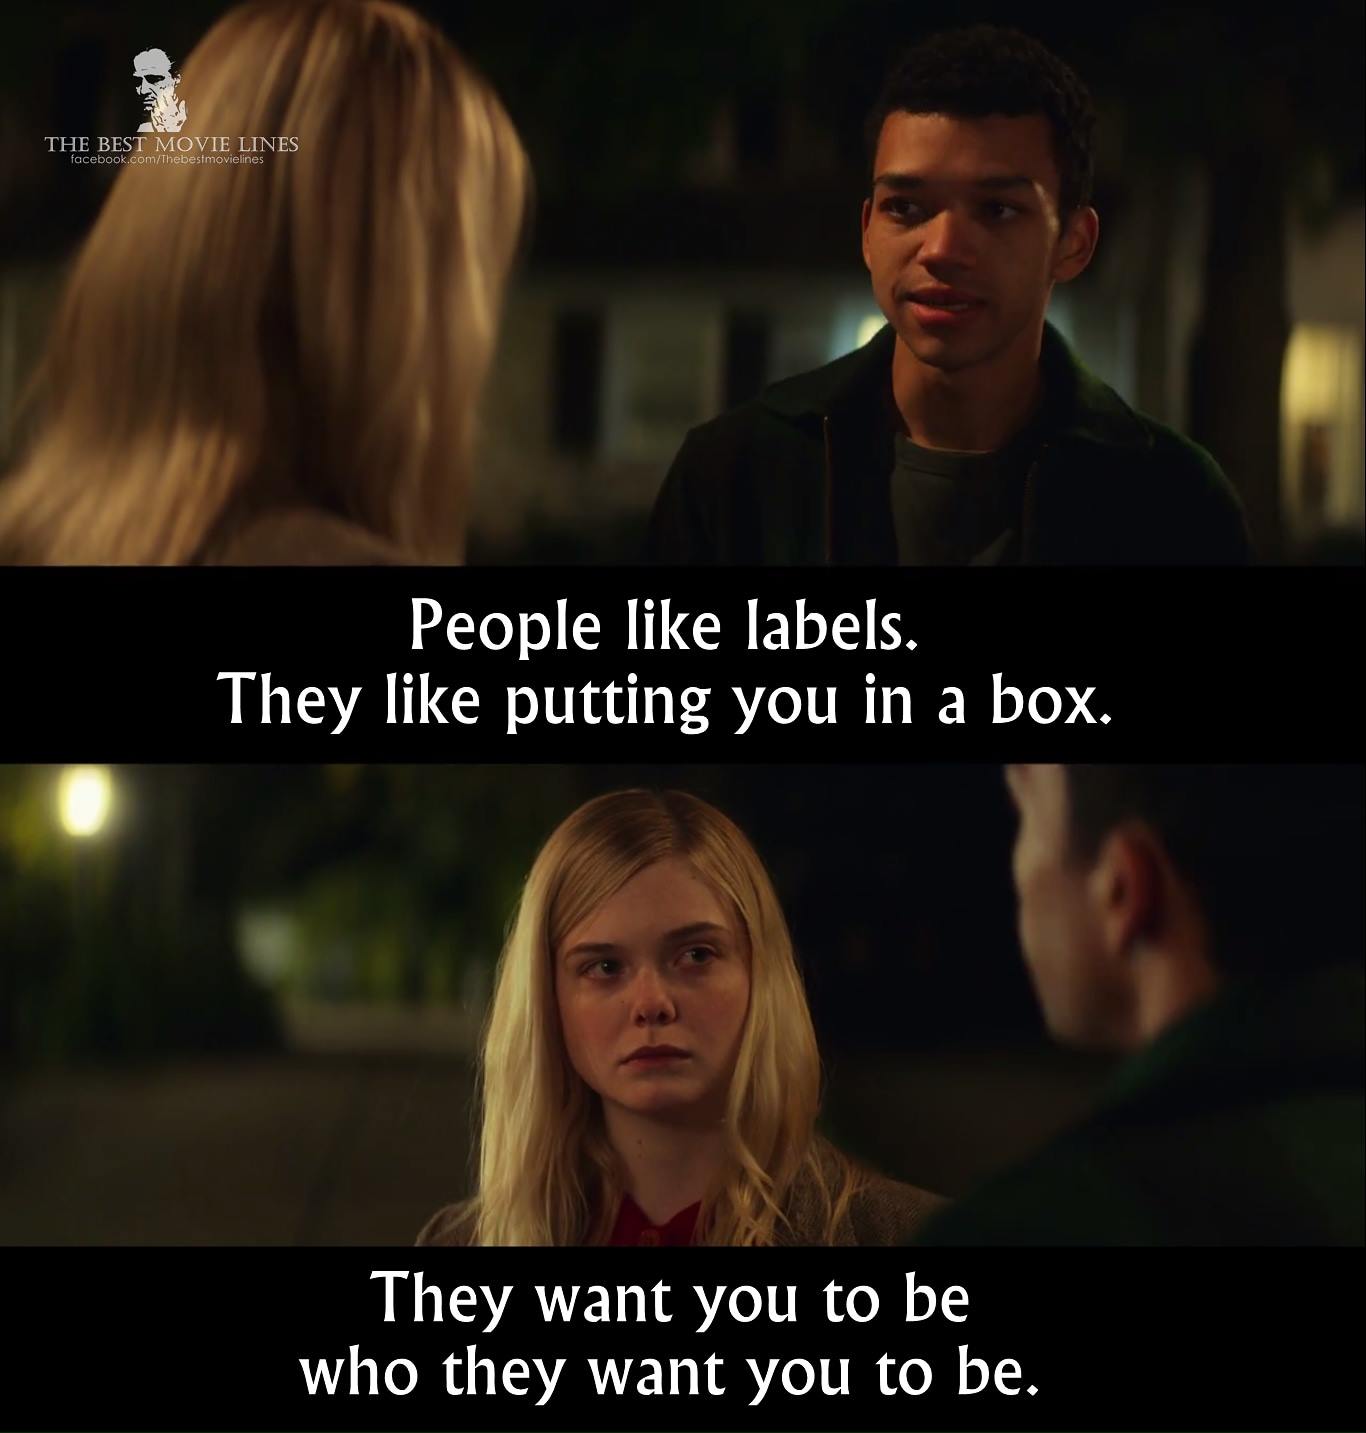 THE BEST MOVIE LINES
facebook.com/Thebestmovielines
People like labels.
They like putting you in a box.
They want you to be
who they want you to be.